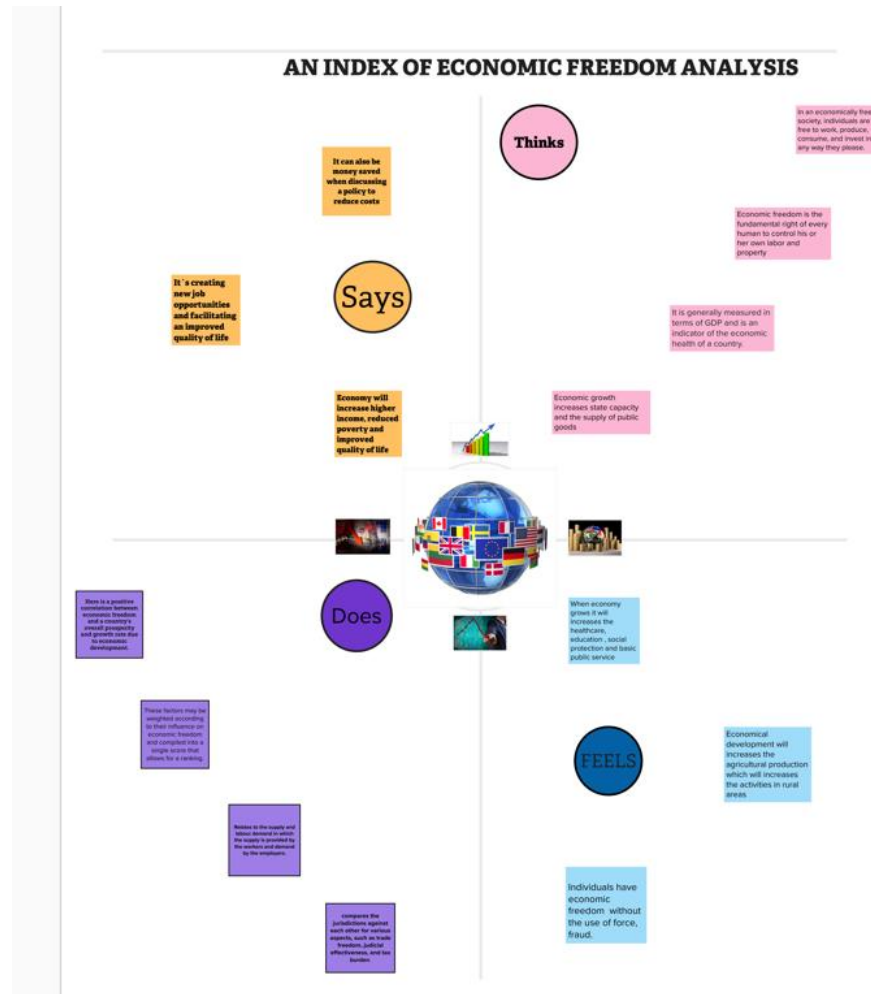 AN INDEX OF ECONOMIC FREEDOM ANALYSIS
It can also be
money saved
when discussing
a policy to
reduce costs
Says
It´s creating
new job
opportunities
and facilitating
an improved
quality of life
Economy will
increase higher
income, reduced
poverty and
improved
quality of life
Thinks
In an economically free
society, individuals are
free to work, produce,
consume, and invest in
any way they please.
Economic freedom is the
fundamental right of every
human to control his or
her own labor and
property
It is generally measured in
terms of GDP and is an
indicator of the economic
health of a country.
Economic growth
increases state capacity
and the supply of public
goods
Does
Here is a positive
correlation between
economic freedom
and a country's
overall prosperity
and growth rate due
to economic
development.
These factors may be
weighted according
to their influence on
economic freedom
and compiled into a
single score that
allows for a ranking.
Relates to the supply and
labour demand in which
the supply is provided by
the workers and demand
by the employers.
compares the
jurisdictions against
each other for various
aspects, such as trade
freedom, judicial
effectiveness, and tax
burden
When economy
grows it will
increases the
healthcare,
education , social
protection and basic
public service
FEELS
Economical
development will
increases the
agricultural production
which will increases
the activities in rural
areas
Individuals have
economic
freedom without
the use of force,
fraud.